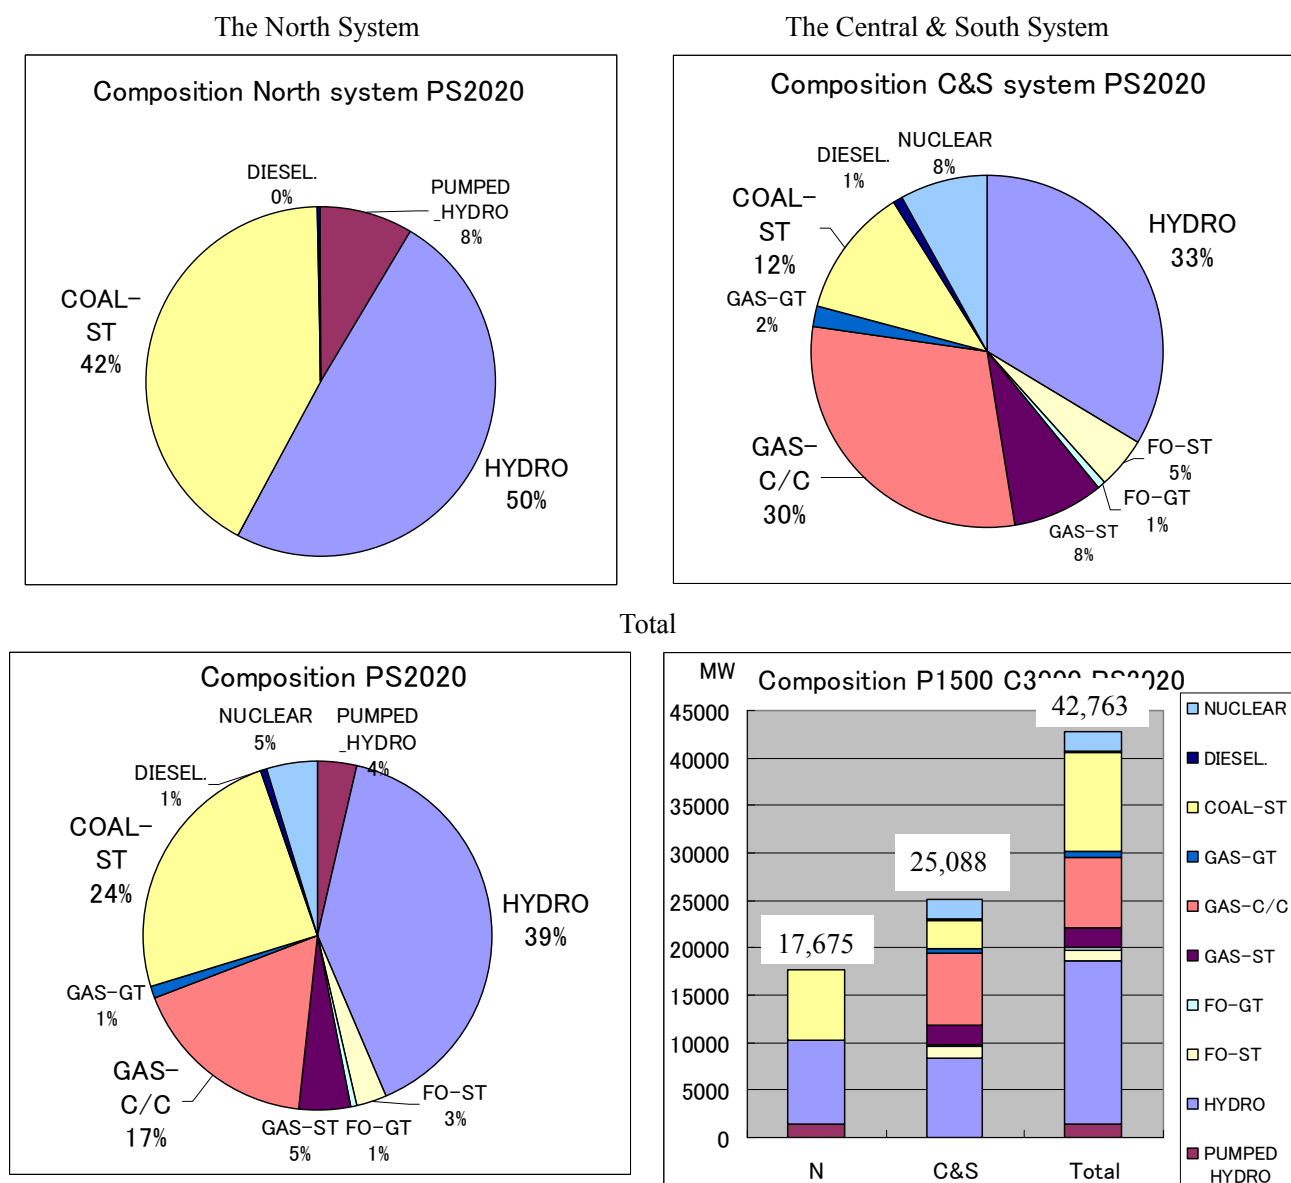 The North System
The Central & South System
Composition North system PS2020
DIESEL.
0%
PUMPED
_HYDRO
8%
COAL-
ST
42%
HYDRO
50%
Composition C&S system PS2020
NUCLEAR
8%
DIESEL.
1%
COAL-
ST
12%
HYDRO
33%
GAS-GT
2%
GAS-
C/C
30%
FO-ST
5%
FO-GT
1%
GAS-ST
8%
Total
Composition PS2020
NUCLEAR
5%
PUMPED
_HYDRO
4%
DIESEL.
1%
COAL-
ST
24%
HYDRO
39%
GAS-GT
1%
GAS-
C/C
17%
GAS-ST
5%
FO-GT
1%
FO-ST
3%
MW
Composition P1500 C3000 PS2020
42,763
25,088
17,675
45000
40000
35000
30000
25000
20000
15000
10000
5000
0
N
C&S
Total
NUCLEAR
DIESEL.
COAL-ST
GAS-GT
GAS-C/C
GAS-ST
FO-GT
FO-ST
HYDRO
PUMPED
HYDRO